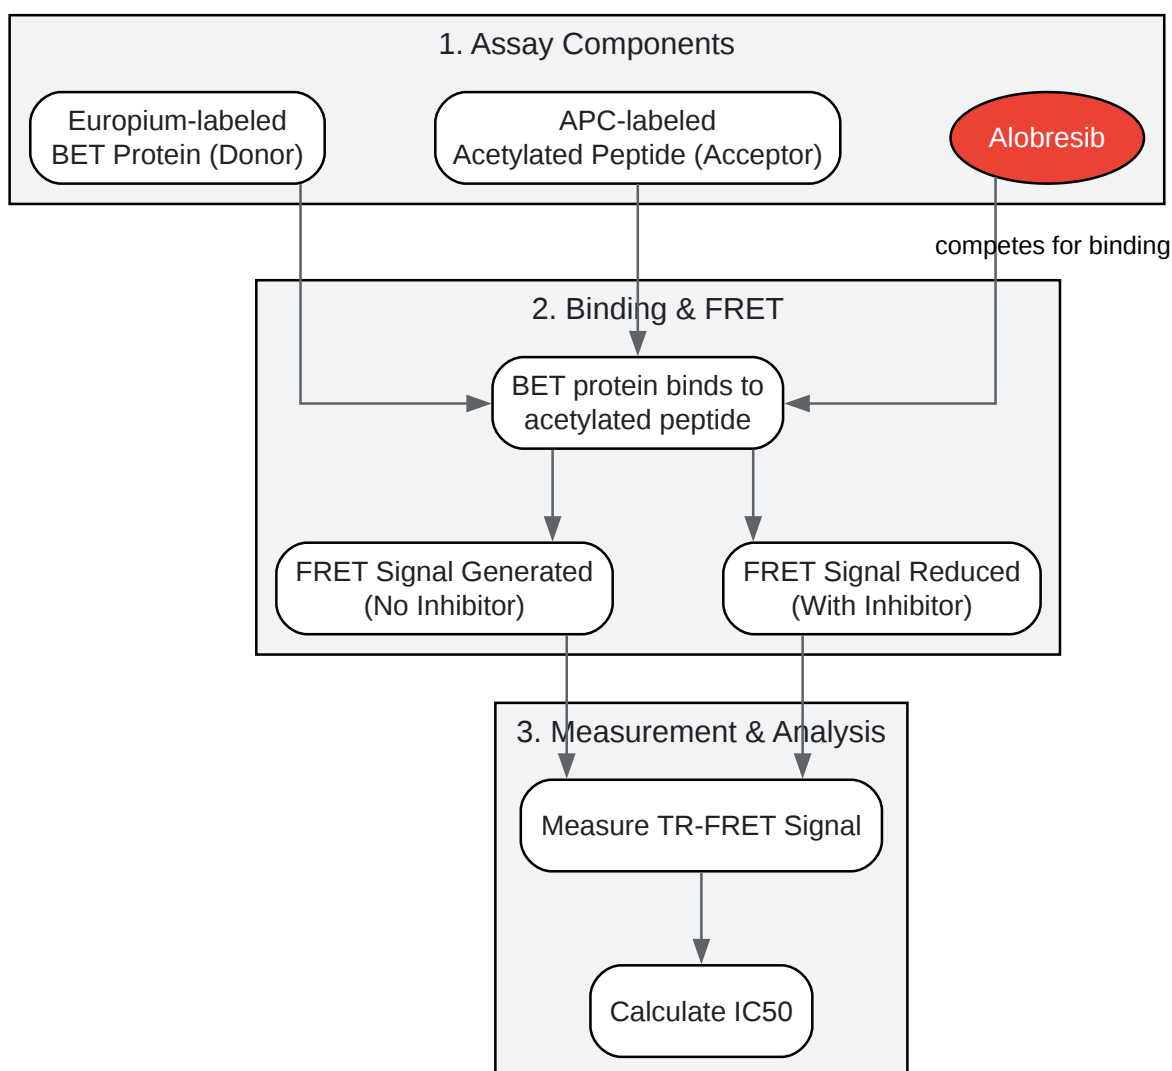 1. Assay Components
Europium-labeled
BET Protein (Donor)
APC-labeled
Acetylated Peptide (Acceptor)
Alobresib
competes for binding
2. Binding & FRET
BET protein binds to
acetylated peptide
FRET Signal Generated
(No Inhibitor)
FRET Signal Reduced
(With Inhibitor)
3. Measurement & Analysis
Measure TR-FRET Signal
Calculate IC50